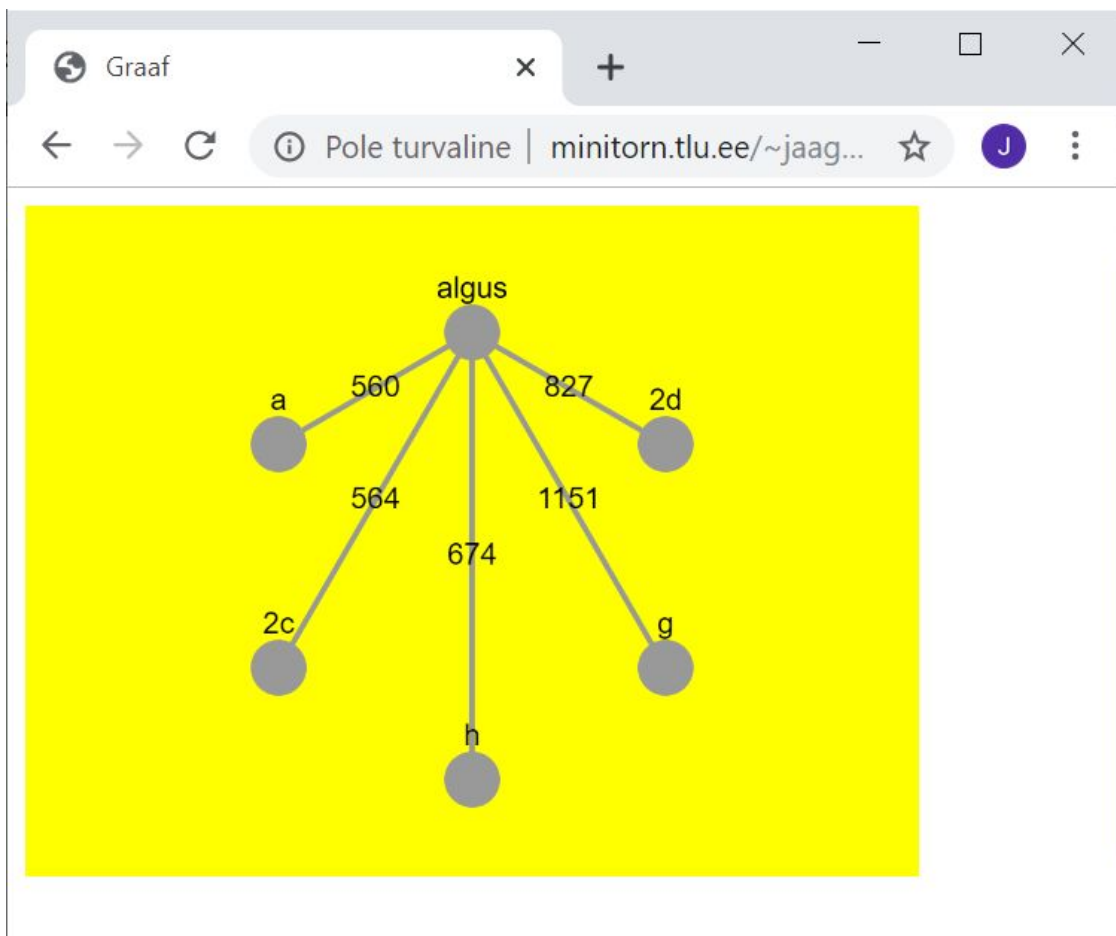 Graaf
Pole turvaline | minitorn.tlu.ee/~jaag... J
algus
560 827
a 2d
564 1151
674
2c g
h